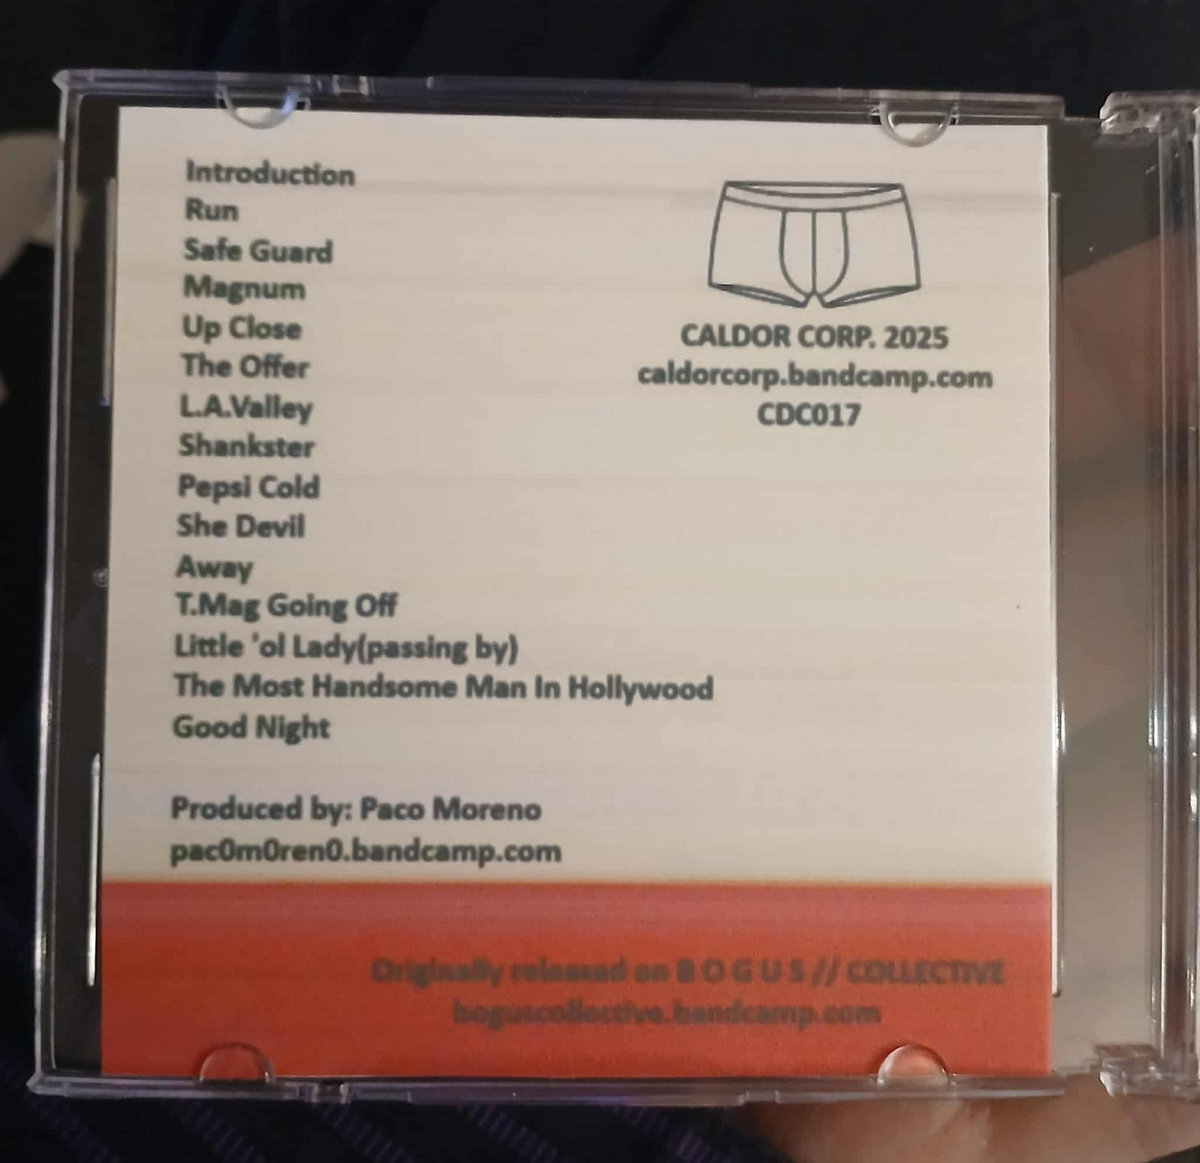 Introduction
Run
Safe Guard
Magnum
Up Close
The Offer
L.A.Valley
Shankster
Pepsi Cold
She Devil
Away
T.Mag Going Off
Little 'ol Lady(passing by)
The Most Handsome Man In Hollywood
Good Night
Produced by: Paco Moreno
pac0m0ren0.bandcamp.com
CALDOR CORP. 2025
caldorcorp.bandcamp.com
CDC017
Originally released on B O G U S // COLLECTIVE
boguscollective.bandcamp.com